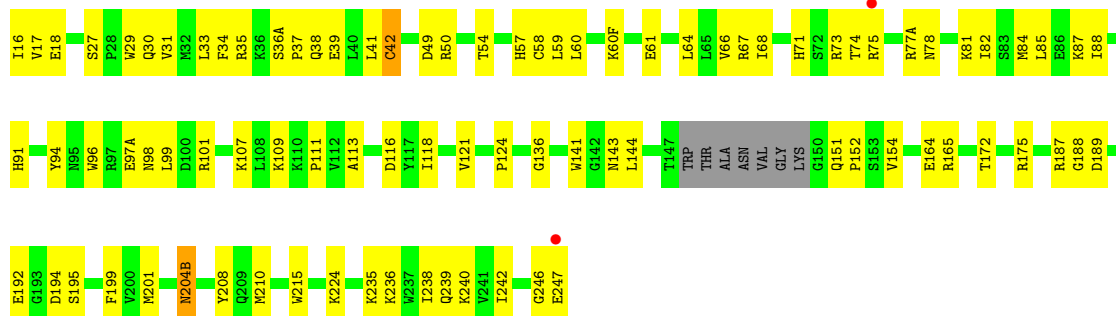 I16 V17 E18 S27 P28 W29 Q30 V31 M32 L33 F34 R35 K36 S36A P37 Q38 E39 L40 L41 C42 D49 R50 T54 H57 C58 L59 L60 K60F E61 L64 L65 V66 R67 I68 H71 S72 R73 T74 R75 R77A N78 K81 I82 S83 M84 L85 E86 K87 I88
H91 Y94 N95 W96 R97 E97A N98 L99 D100 R101 K107 L108 K109 K110 P111 V112 A113 D116 Y117 I118 V121 P124 G136 W141 G142 N143 L144 T147 TRP THR ALA ASN VAL GLY LYS G150 Q151 P152 S153 V154 E164 R165 T172 R175 R187 G188 D189
E192 G193 D194 S195 F199 V200 M201 N204B Y208 Q209 M210 W215 K224 K235 K236 W237 I238 Q239 K240 V241 I242 G246 E247